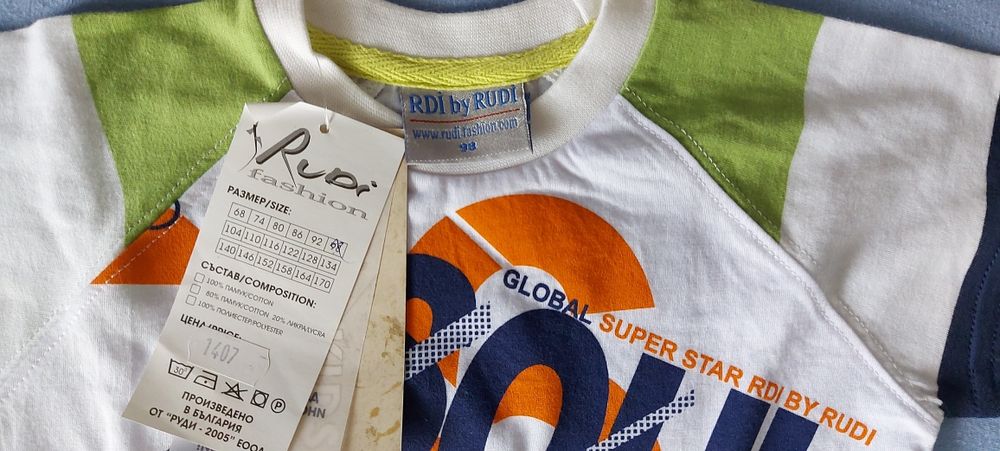 RDİ by RUDİ
www.rudi-fashion.com
98
RUDI
fashion
РАЗМЕР/SIZE:
68 74 80 86 92 98
104 110 116 122 128 134
140 146 152 158 164 170
СЪСТАВ/COMPOSITION:
100% ПАМУК/COTTON
80% ПАМУК/COTTON 20% ЛИКРА/LYCRA
100% ПОЛИЕСТЕР/POLYESTER
ЦЕНА/PRICE:
1407
30°
P
ПРОИЗВЕДЕНО
В БЪЛГАРИЯ
ОТ "РУДИ - 2005" ЕООД
GLOBAL SUPER STAR RDI BY RUDI